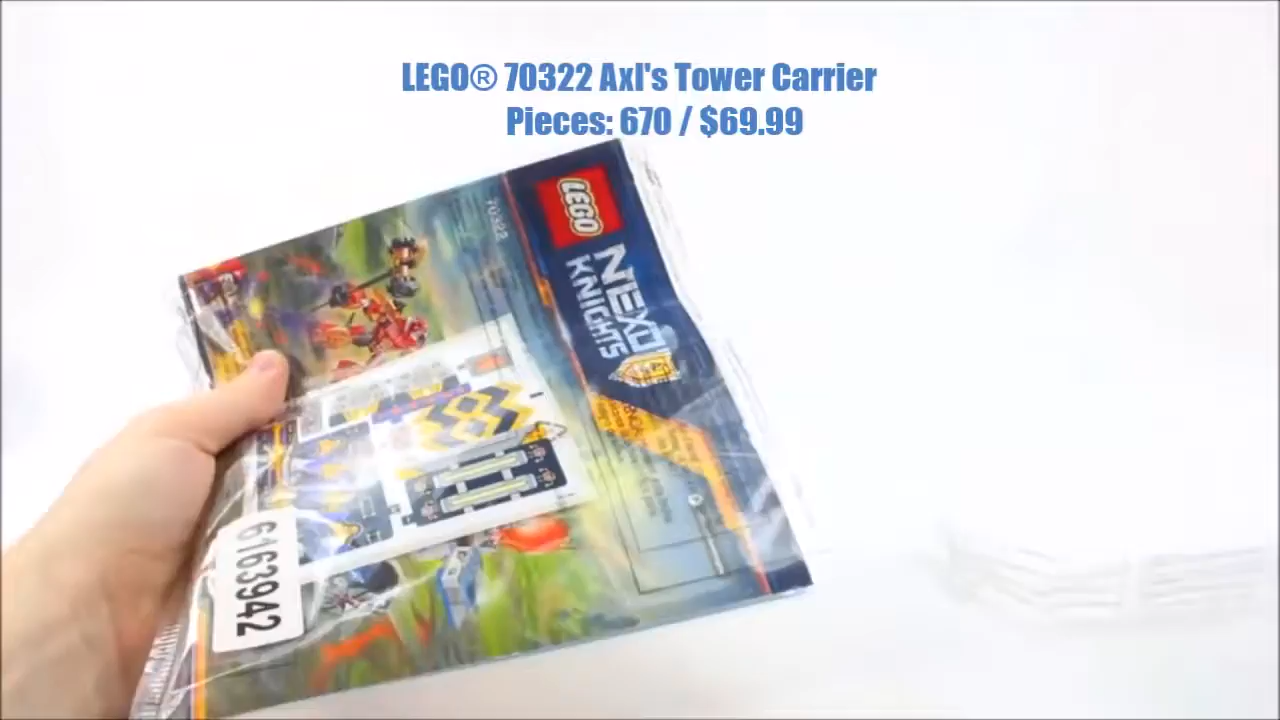 LEGO® 70322 Axl's Tower Carrier
Pieces: 670 / $69.99
70322
LEGO
NEXO
KNIGHTS
6163942